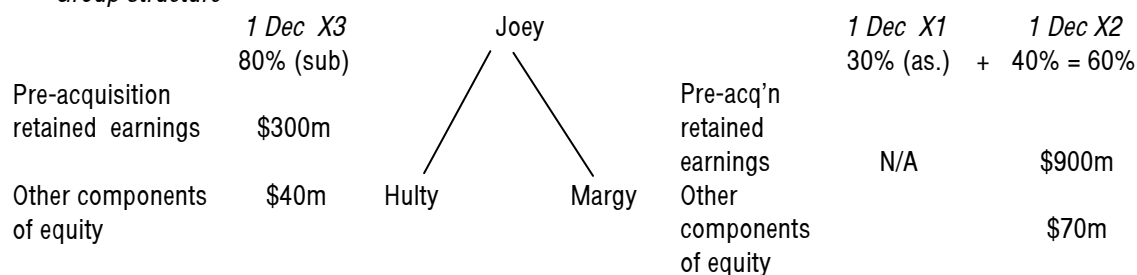 Group structure
1 Dec X3 Joey 1 Dec X1 1 Dec X2
80% (sub) 30% (as.) + 40% = 60%
Pre-acquisition Pre-acq'n
retained earnings $300m retained
earnings N/A $900m
Other components $40m Hulty Margy Other
of equity components $70m
of equity